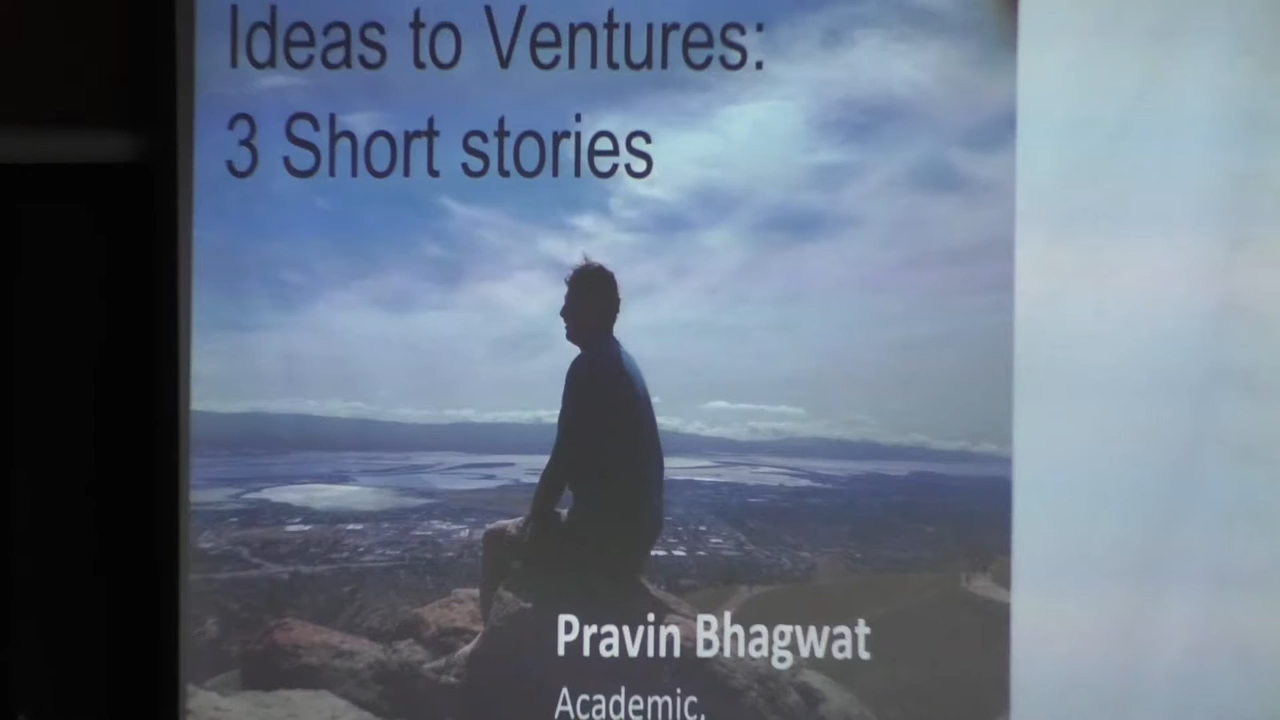 Ideas to Ventures:
3 Short stories
Pravin Bhagwat
Academic,